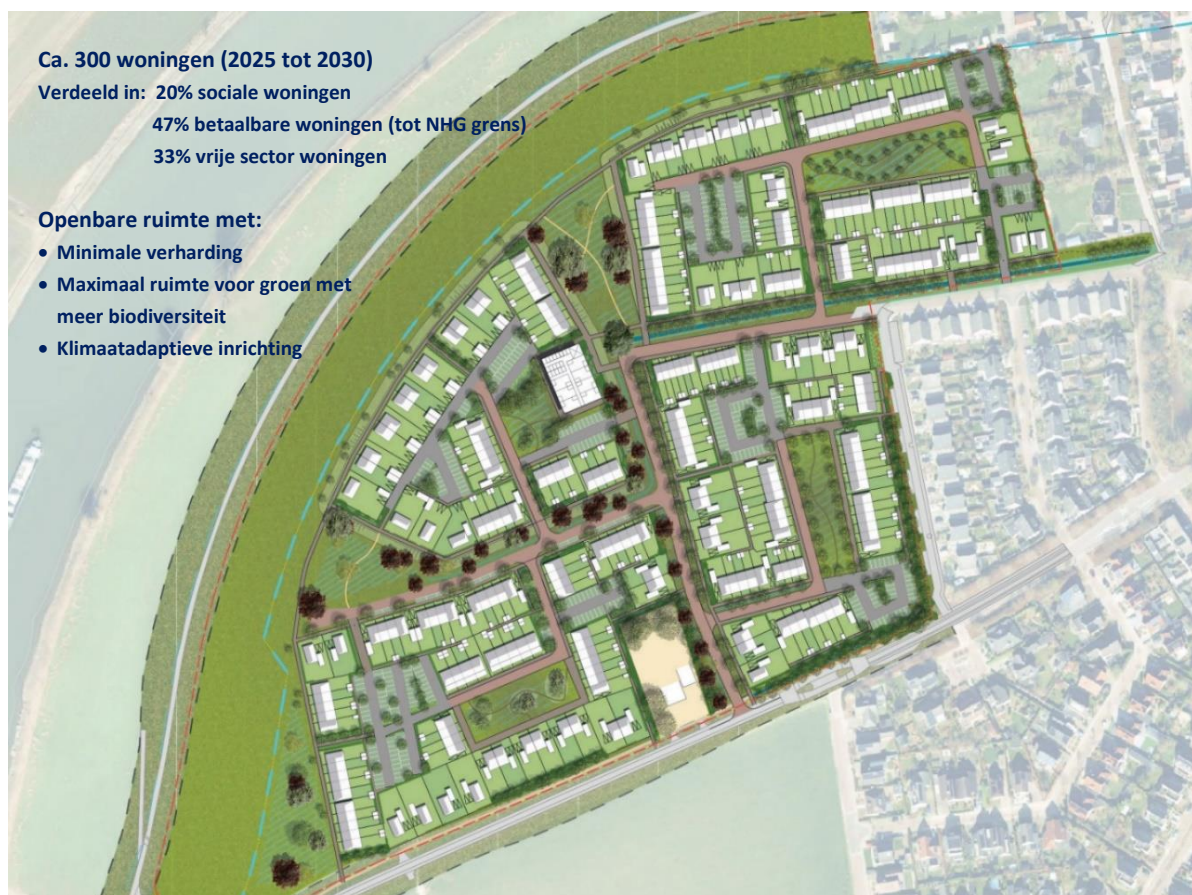 Ca. 300 woningen (2025 tot 2030)
Verdeeld in: 20% sociale woningen
47% betaalbare woningen (tot NHG grens)
33% vrije sector woningen
Openbare ruimte met:
• Minimale verharding
• Maximaal ruimte voor groen met
meer biodiversiteit
• Klimaatadaptieve inrichting